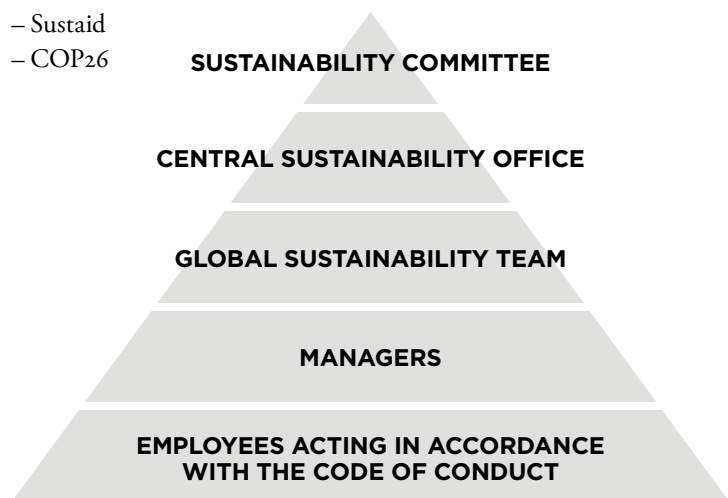 – Sustaid
– COP26
SUSTAINABILITY COMMITTEE
CENTRAL SUSTAINABILITY OFFICE
GLOBAL SUSTAINABILITY TEAM
MANAGERS
EMPLOYEES ACTING IN ACCORDANCE
WITH THE CODE OF CONDUCT